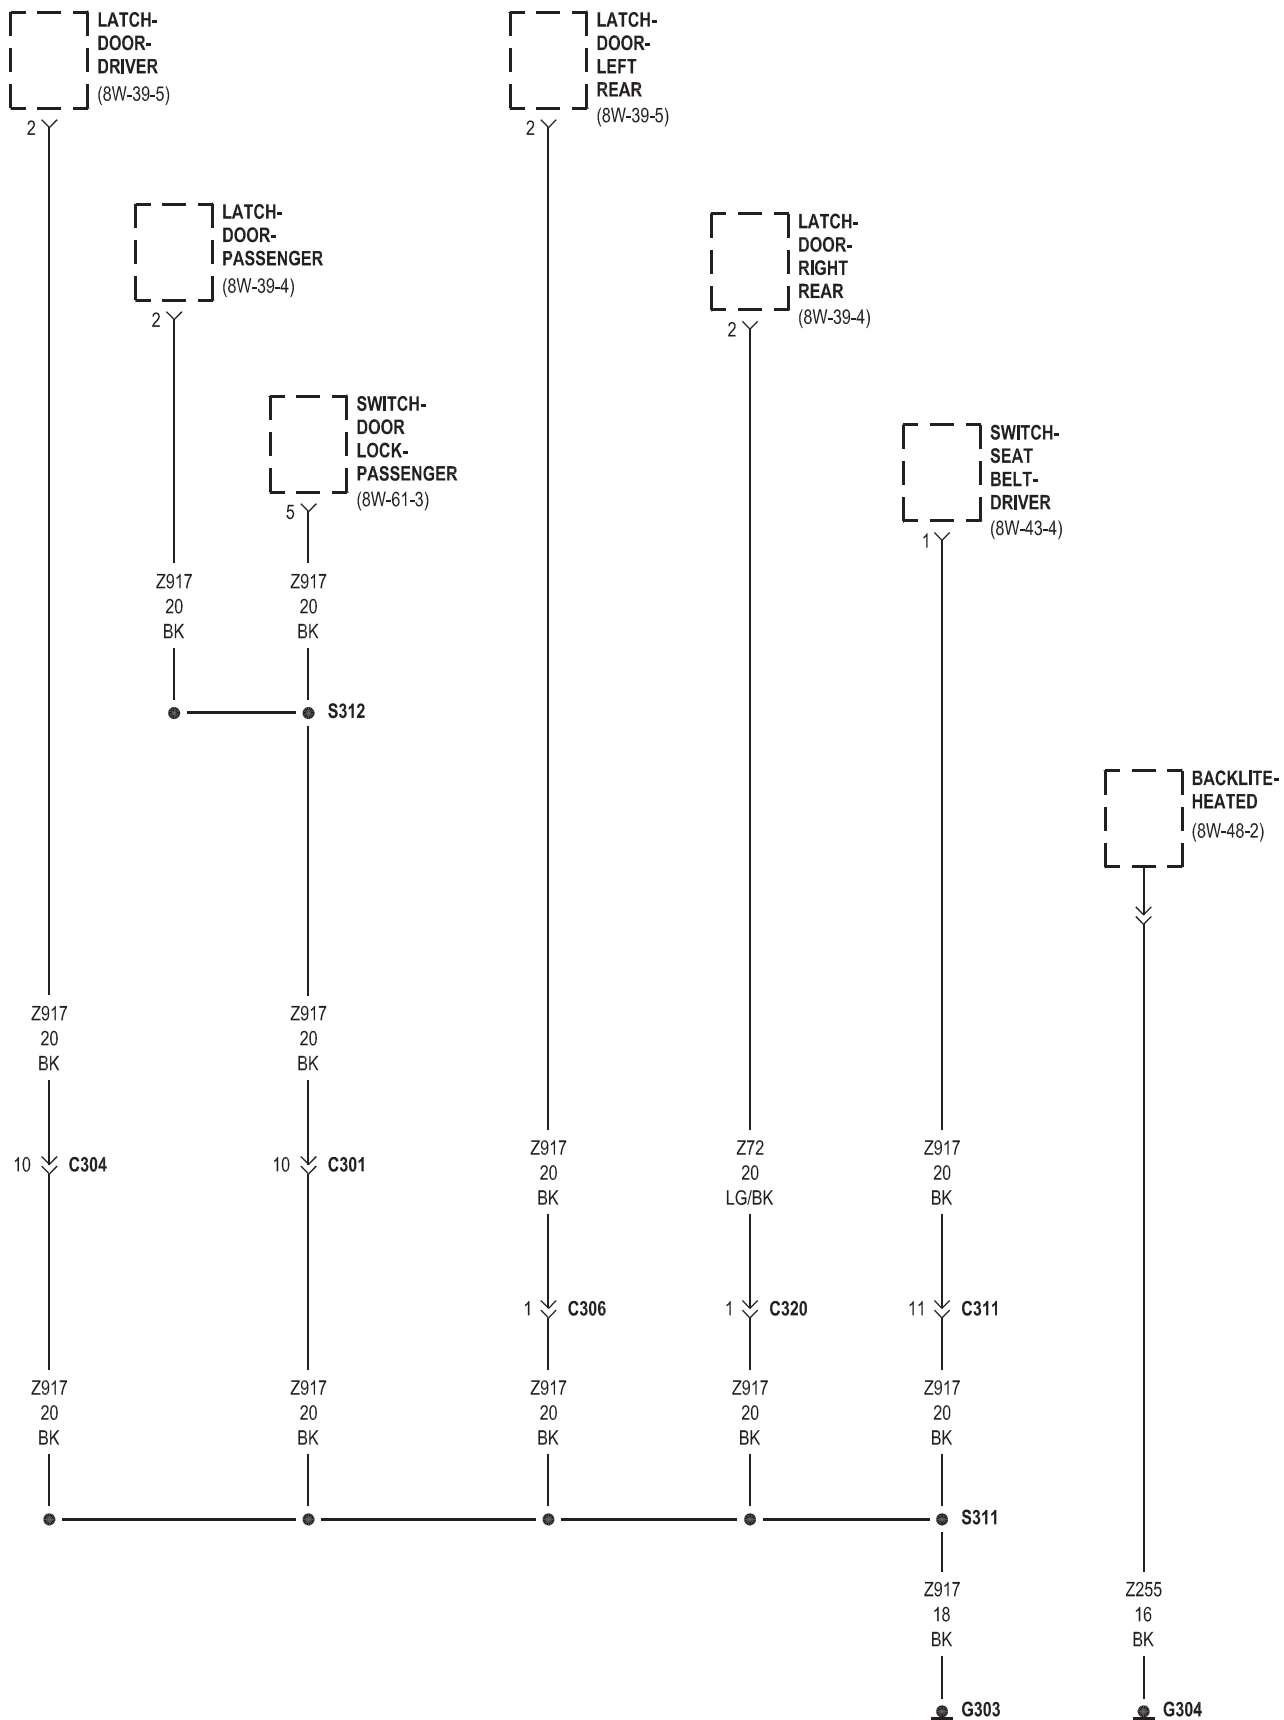 LATCH-
DOOR-
DRIVER
(8W-39-5)
2
LATCH-
DOOR-
LEFT
REAR
(8W-39-5)
2
LATCH-
DOOR-
PASSENGER
(8W-39-4)
2
LATCH-
DOOR-
RIGHT
REAR
(8W-39-4)
2
SWITCH-
DOOR
LOCK-
PASSENGER
(8W-61-3)
5
SWITCH-
SEAT
BELT-
DRIVER
(8W-43-4)
1
Z917
20
BK
Z917
20
BK
S312
BACKLITE-
HEATED
(8W-48-2)
Z917
20
BK
Z917
20
BK
10 C304
10 C301
Z917
20
BK
Z72
20
LG/BK
Z917
20
BK
1 C306
1 C320
11 C311
Z917
20
BK
Z917
20
BK
Z917
20
BK
Z917
20
BK
Z917
20
BK
S311
Z917
18
BK
Z255
16
BK
G303
G304